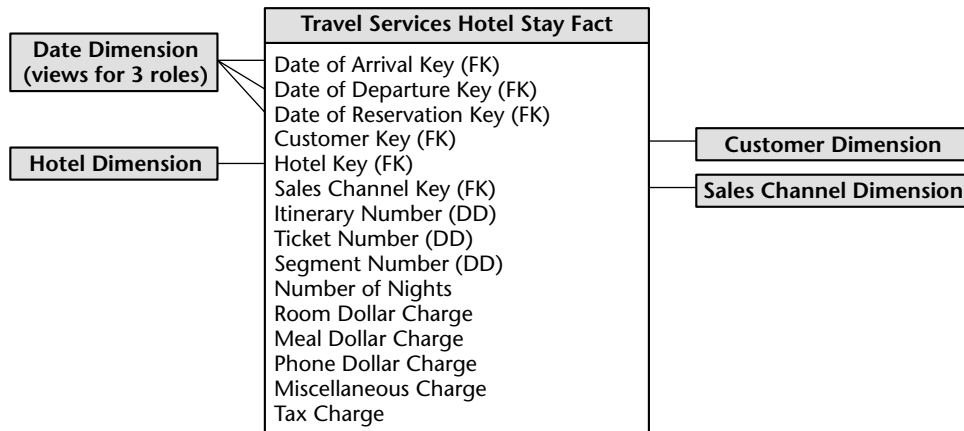 Travel Services Hotel Stay Fact
Date of Arrival Key (FK)
Date of Departure Key (FK)
Date of Reservation Key (FK)
Customer Key (FK)
Hotel Key (FK)
Sales Channel Key (FK)
Itinerary Number (DD)
Ticket Number (DD)
Segment Number (DD)
Number of Nights
Room Dollar Charge
Meal Dollar Charge
Phone Dollar Charge
Miscellaneous Charge
Tax Charge
Date Dimension
(views for 3 roles)
Hotel Dimension
Customer Dimension
Sales Channel Dimension